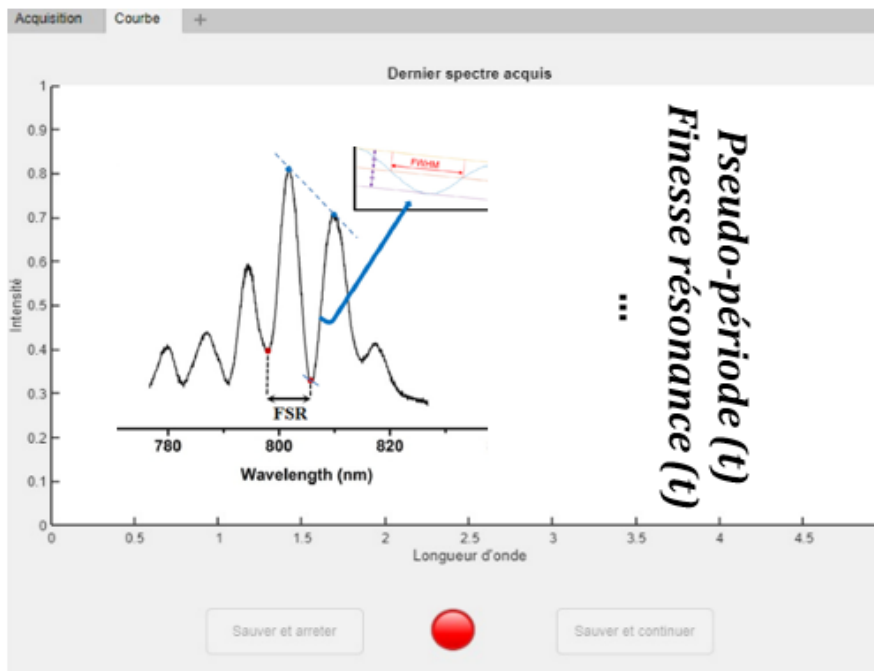 Acquisition Courbe +
Dernier spectre acquis
Intensité
1
0.9
0.8
0.7
0.6
0.5
0.4
0.3
0.2
0.1
0
FWHM
FSR
780 800 820
Wavelength (nm)
...
Pseudo-période (t)
Finesse résonance (t)
0 0.5 1 1.5 2 2.5 3 3.5 4 4.5
Longueur d'onde
Sauver et arreter
Sauver et continuer